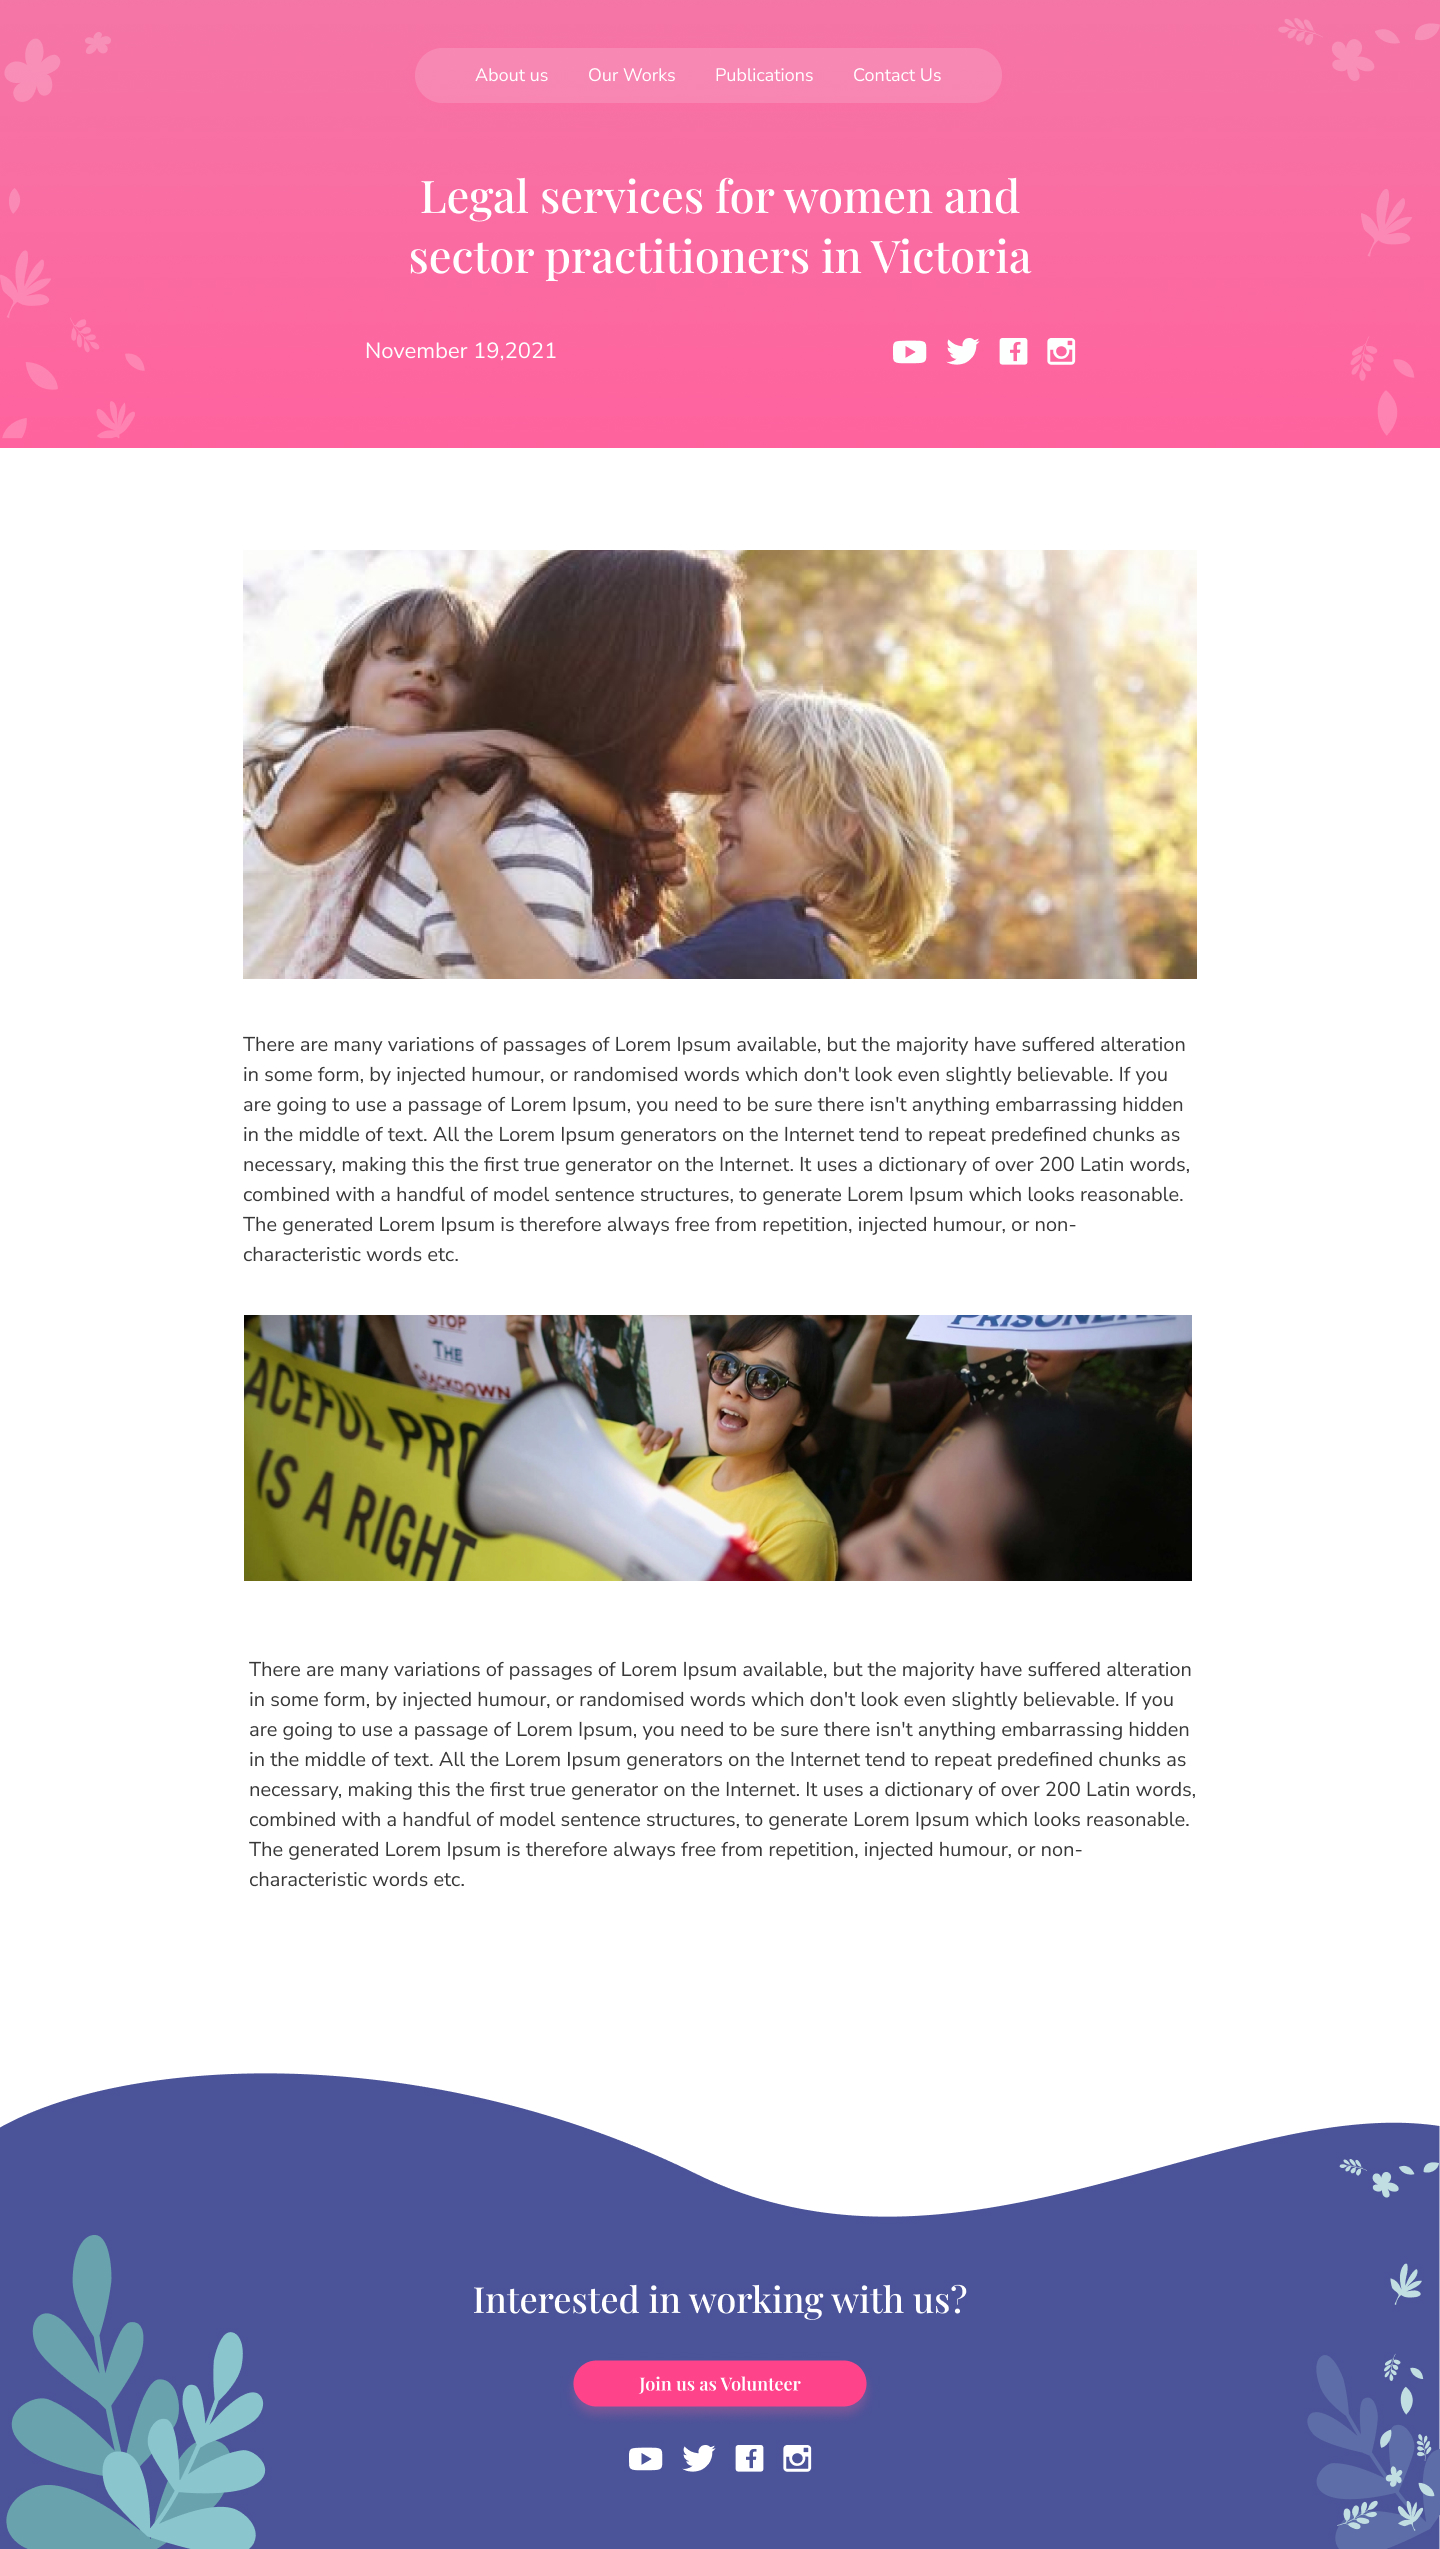 About us Our Works Publications Contact Us
Legal services for women and
sector practitioners in Victoria
November 19,2021
There are many variations of passages of Lorem Ipsum available, but the majority have suffered alteration
in some form, by injected humour, or randomised words which don't look even slightly believable. If you
are going to use a passage of Lorem Ipsum, you need to be sure there isn't anything embarrassing hidden
in the middle of text. All the Lorem Ipsum generators on the Internet tend to repeat predefined chunks as
necessary, making this the first true generator on the Internet. It uses a dictionary of over 200 Latin words,
combined with a handful of model sentence structures, to generate Lorem Ipsum which looks reasonable.
The generated Lorem Ipsum is therefore always free from repetition, injected humour, or non-
characteristic words etc.
STOP
THE
CRACKDOWN
PRISONER
ACEFUL PRO
IS A RIGHT
There are many variations of passages of Lorem Ipsum available, but the majority have suffered alteration
in some form, by injected humour, or randomised words which don't look even slightly believable. If you
are going to use a passage of Lorem Ipsum, you need to be sure there isn't anything embarrassing hidden
in the middle of text. All the Lorem Ipsum generators on the Internet tend to repeat predefined chunks as
necessary, making this the first true generator on the Internet. It uses a dictionary of over 200 Latin words,
combined with a handful of model sentence structures, to generate Lorem Ipsum which looks reasonable.
The generated Lorem Ipsum is therefore always free from repetition, injected humour, or non-
characteristic words etc.
Interested in working with us?
Join us as Volunteer